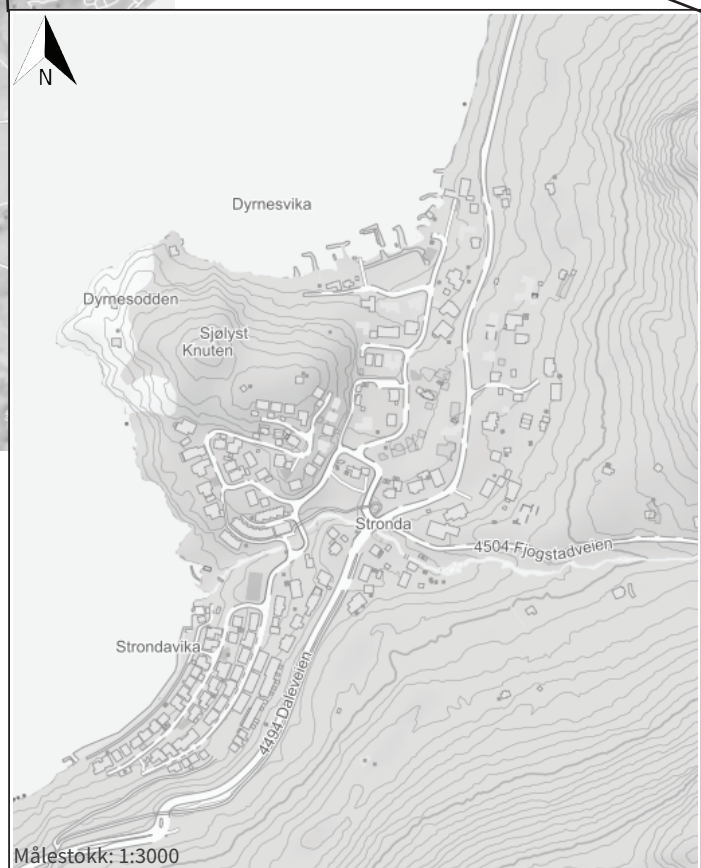 N
Dyrnesvika
Dyrnesodden
Sjølyst
Knuten
Stronda
4504 Fjogstadveien
Strondavika
4494 Daleveien
Målestokk: 1:3000